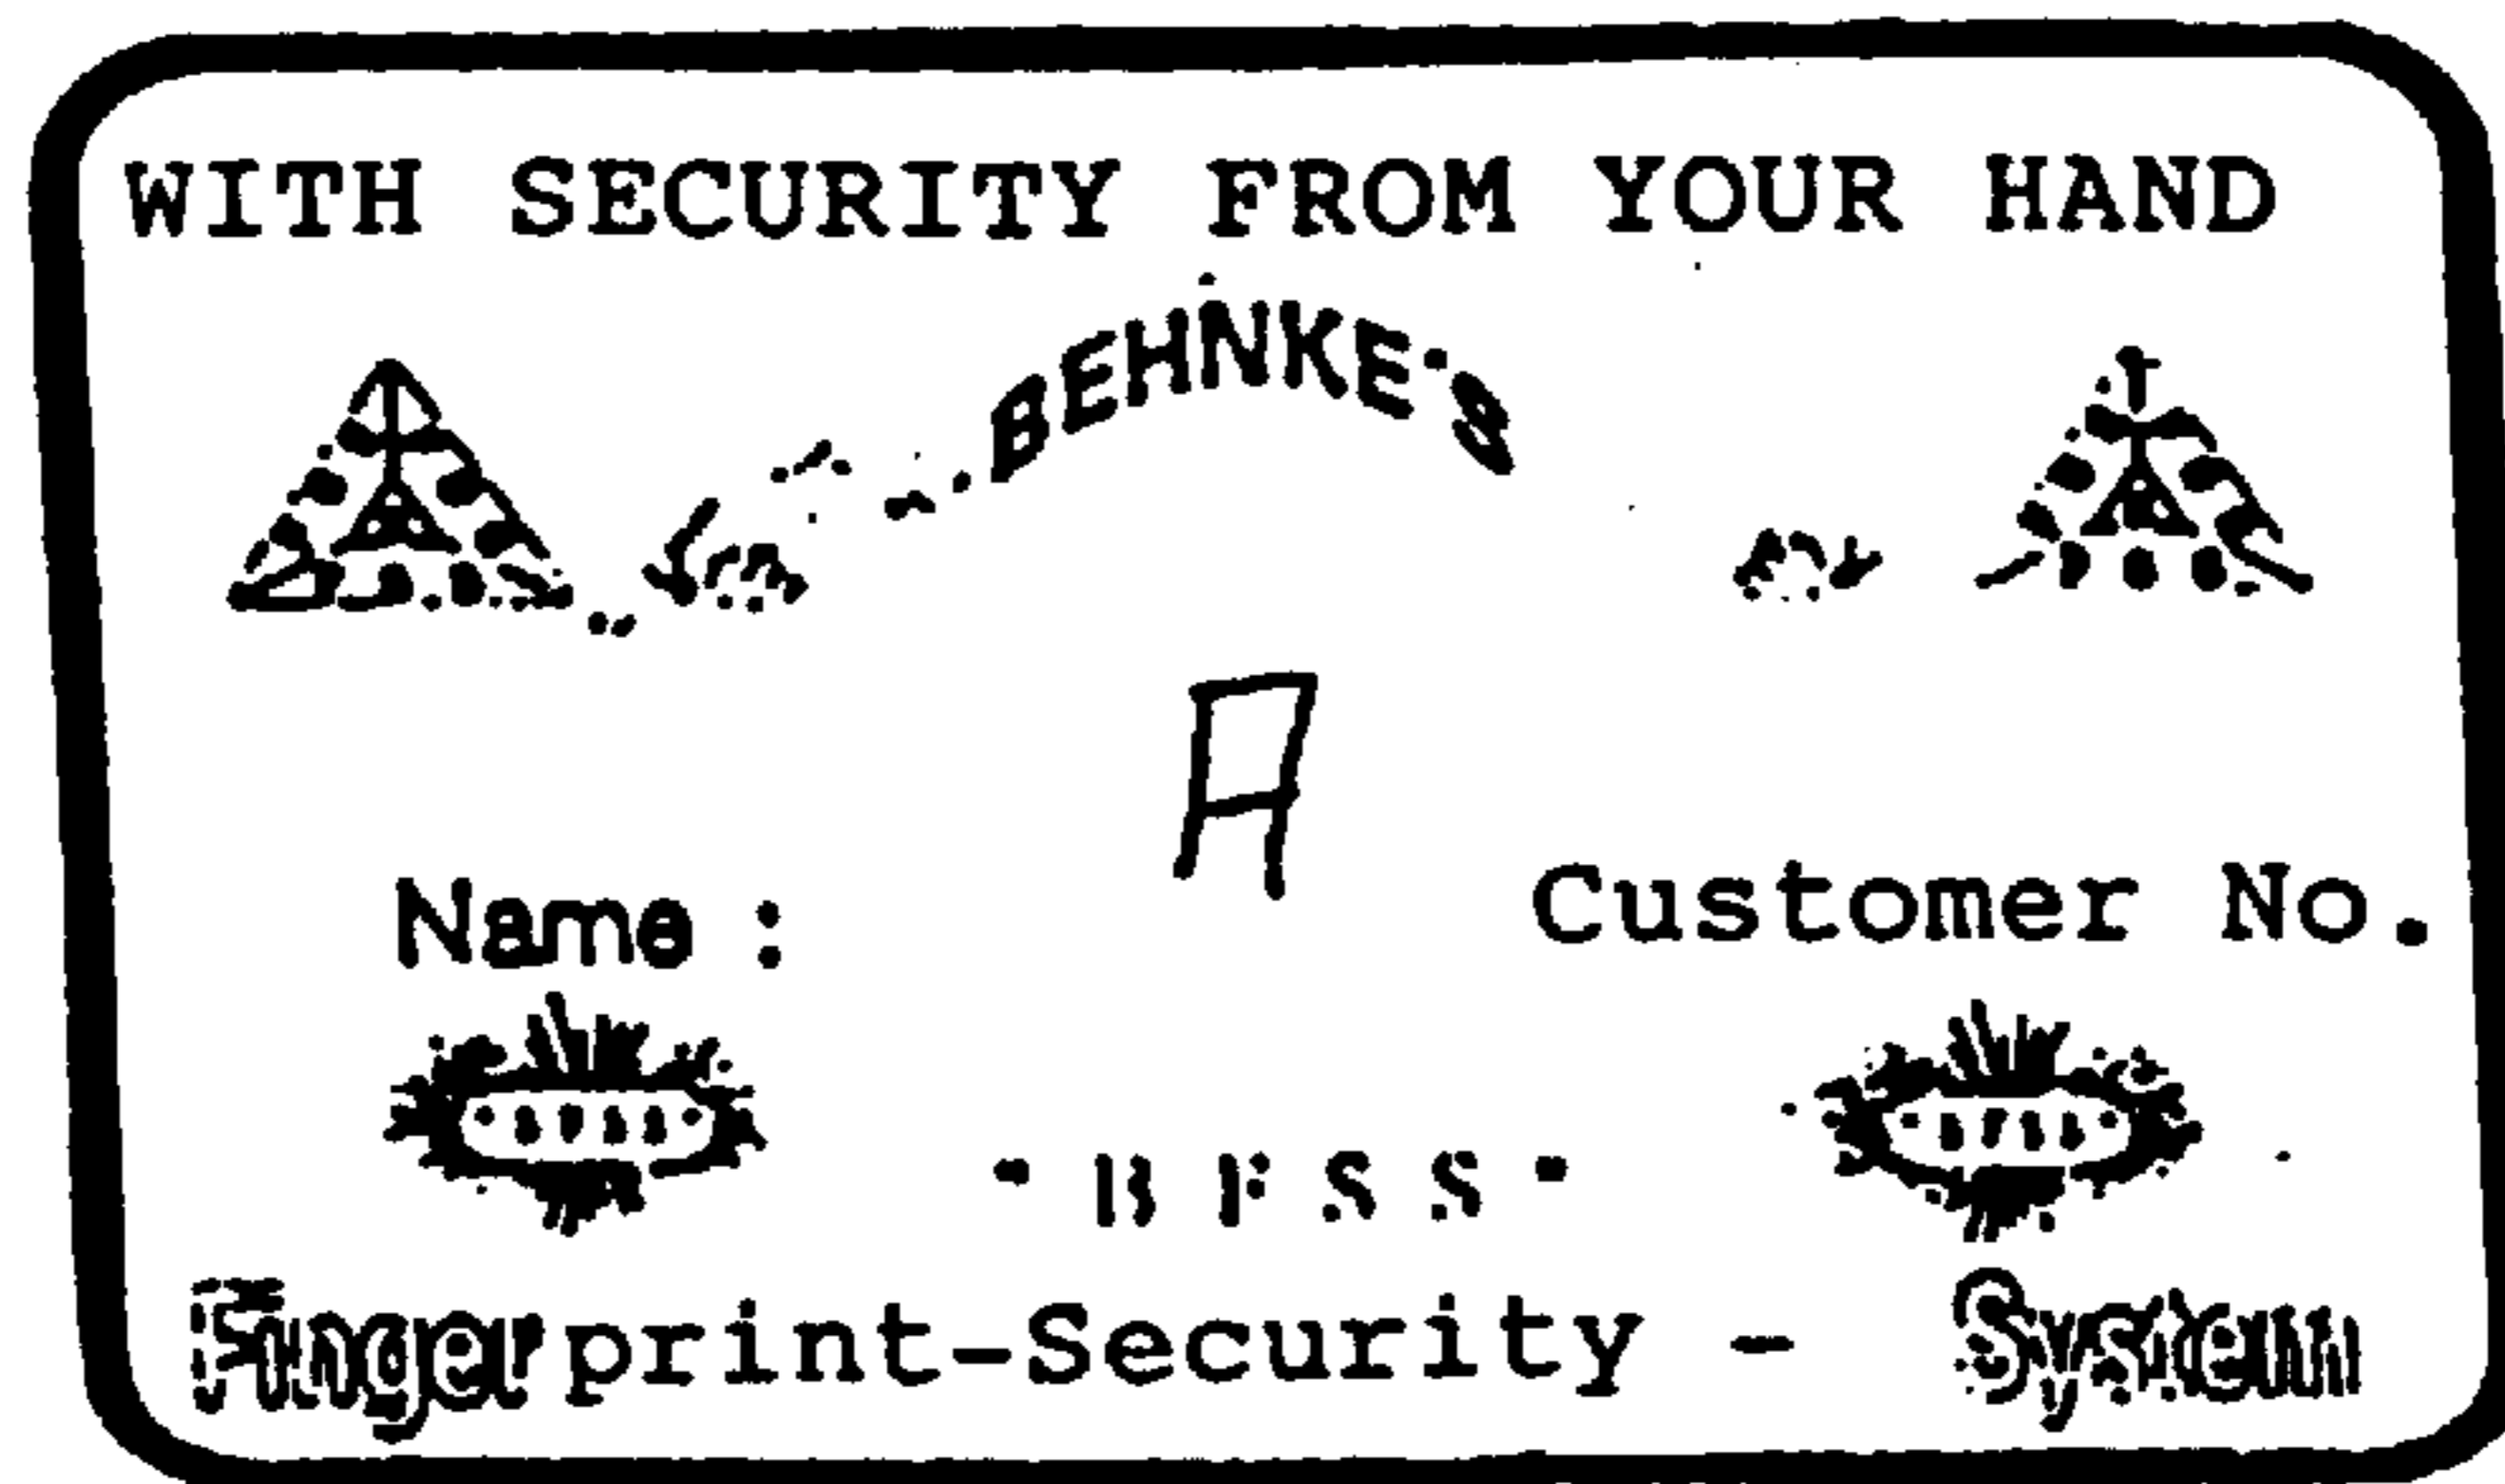 WITH SECURITY FROM YOUR HAND
BEHNKE'S
A
Name :
Customer No.
· B F S S ·
Fingerprint-Security - System